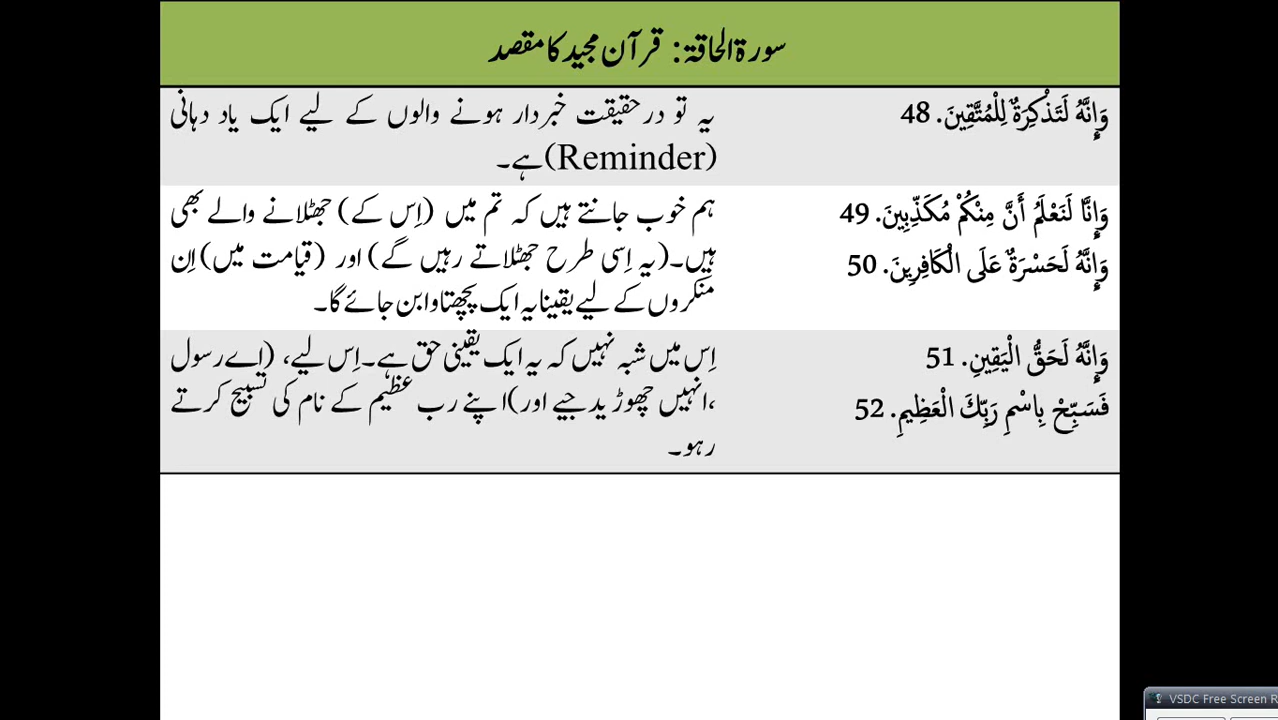 سورۃ الحاقۃ: قرآن مجید کا مقصد
وَإِنَّهُ لَتَذْكِرَةٌ لِلْمُتَّقِينَ. 48
یہ تو درحقیقت خبردار ہونے والوں کے لیے ایک یاد دہانی
(Reminder) ہے۔
وَإِنَّا لَنَعْلَمُ أَنَّ مِنْكُمْ مُكَذِّبِينَ. 49
وَإِنَّهُ لَحَسْرَةٌ عَلَى الْكَافِرِينَ. 50
ہم خوب جانتے ہیں کہ تم میں (اِس کے) جھٹلانے والے بھی
ہیں۔ (یہ اِسی طرح جھٹلاتے رہیں گے) اور (قیامت میں) اِن
منکروں کے لیے یقینا یہ ایک پچھتاوا بن جائے گا۔
وَإِنَّهُ لَحَقُّ الْيَقِينِ. 51
فَسَبِّحْ بِاسْمِ رَبِّكَ الْعَظِيمِ. 52
اِس میں شبہ نہیں کہ یہ ایک یقینی حق ہے۔ اِس لیے، (اے رسول
،انہیں چھوڑ یدجیے اور) اپنے رب عظیم کے نام کی تسبیح کرتے
رہو۔
VSDC Free Screen R